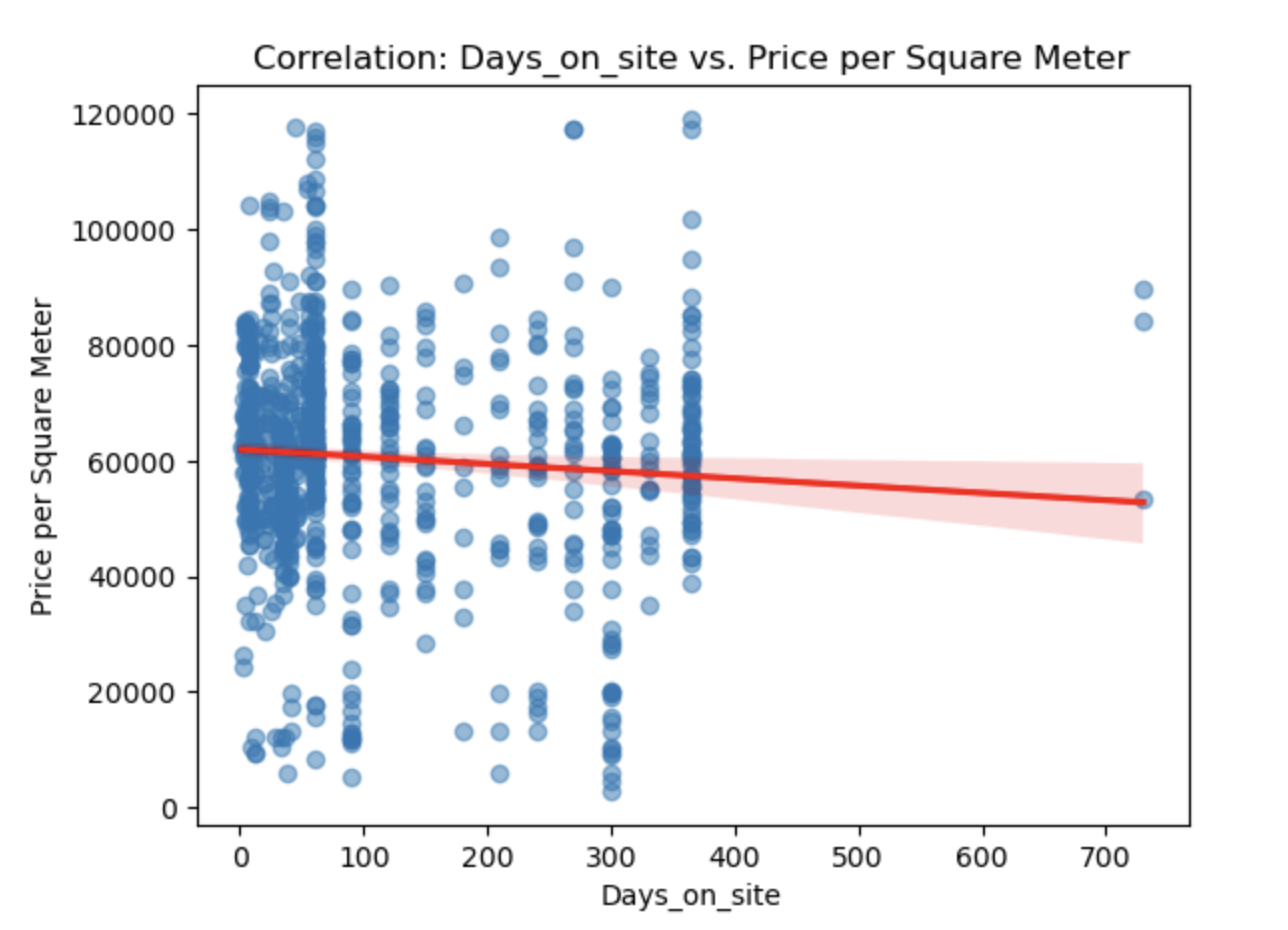 Correlation: Days_on_site vs. Price per Square Meter
120000
100000
80000
60000
40000
20000
0
Price per Square Meter
0 100 200 300 400 500 600 700
Days_on_site